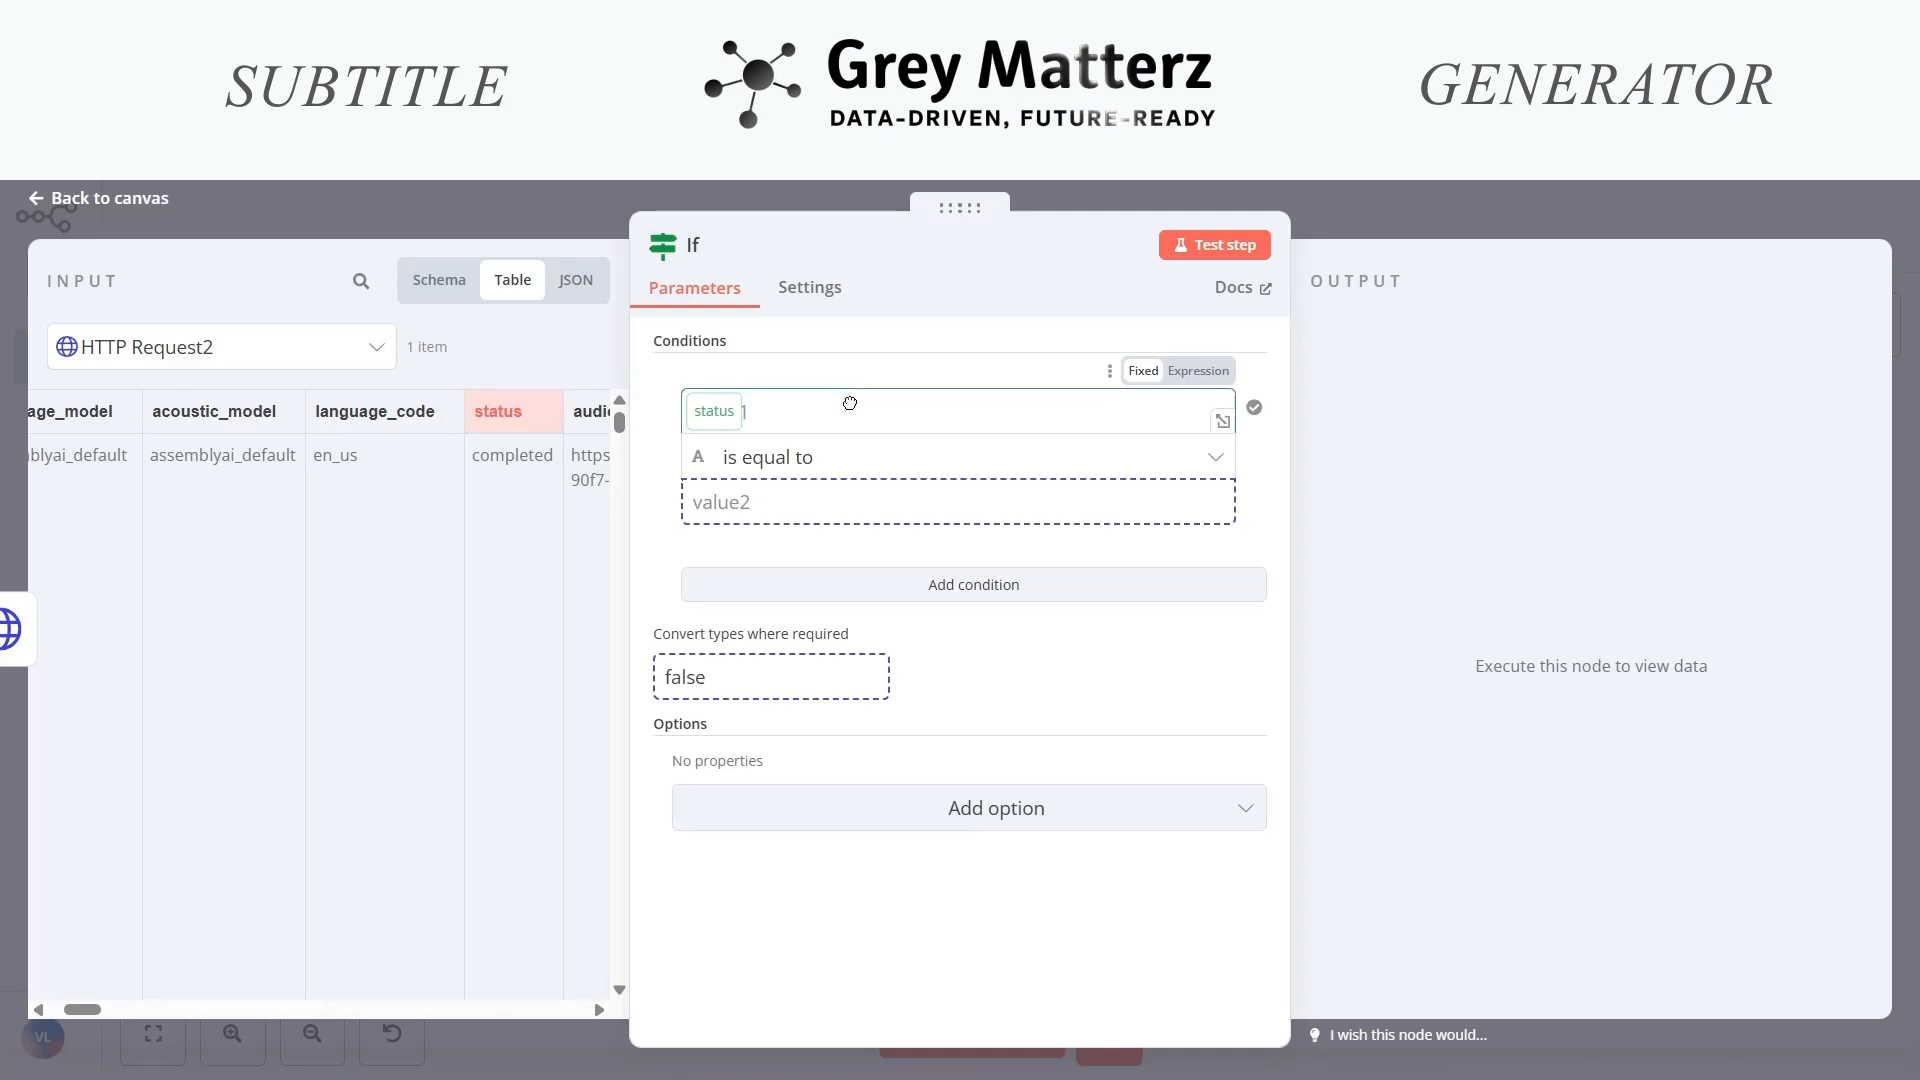 SUBTITLE
Grey Matterz
DATA-DRIVEN, FUTURE-READY
GENERATOR
Back to canvas
INPUT
Schema
Table
JSON
HTTP Request2
1 item
age_model
acoustic_model
language_code
status
audio
blyai_default
assemblyai_default
en_us
completed
https
90f7-
If
Test step
Parameters
Settings
Docs
Conditions
Fixed
Expression
status
A
is equal to
value2
Add condition
Convert types where required
false
Options
No properties
Add option
OUTPUT
Execute this node to view data
VL
I wish this node would...